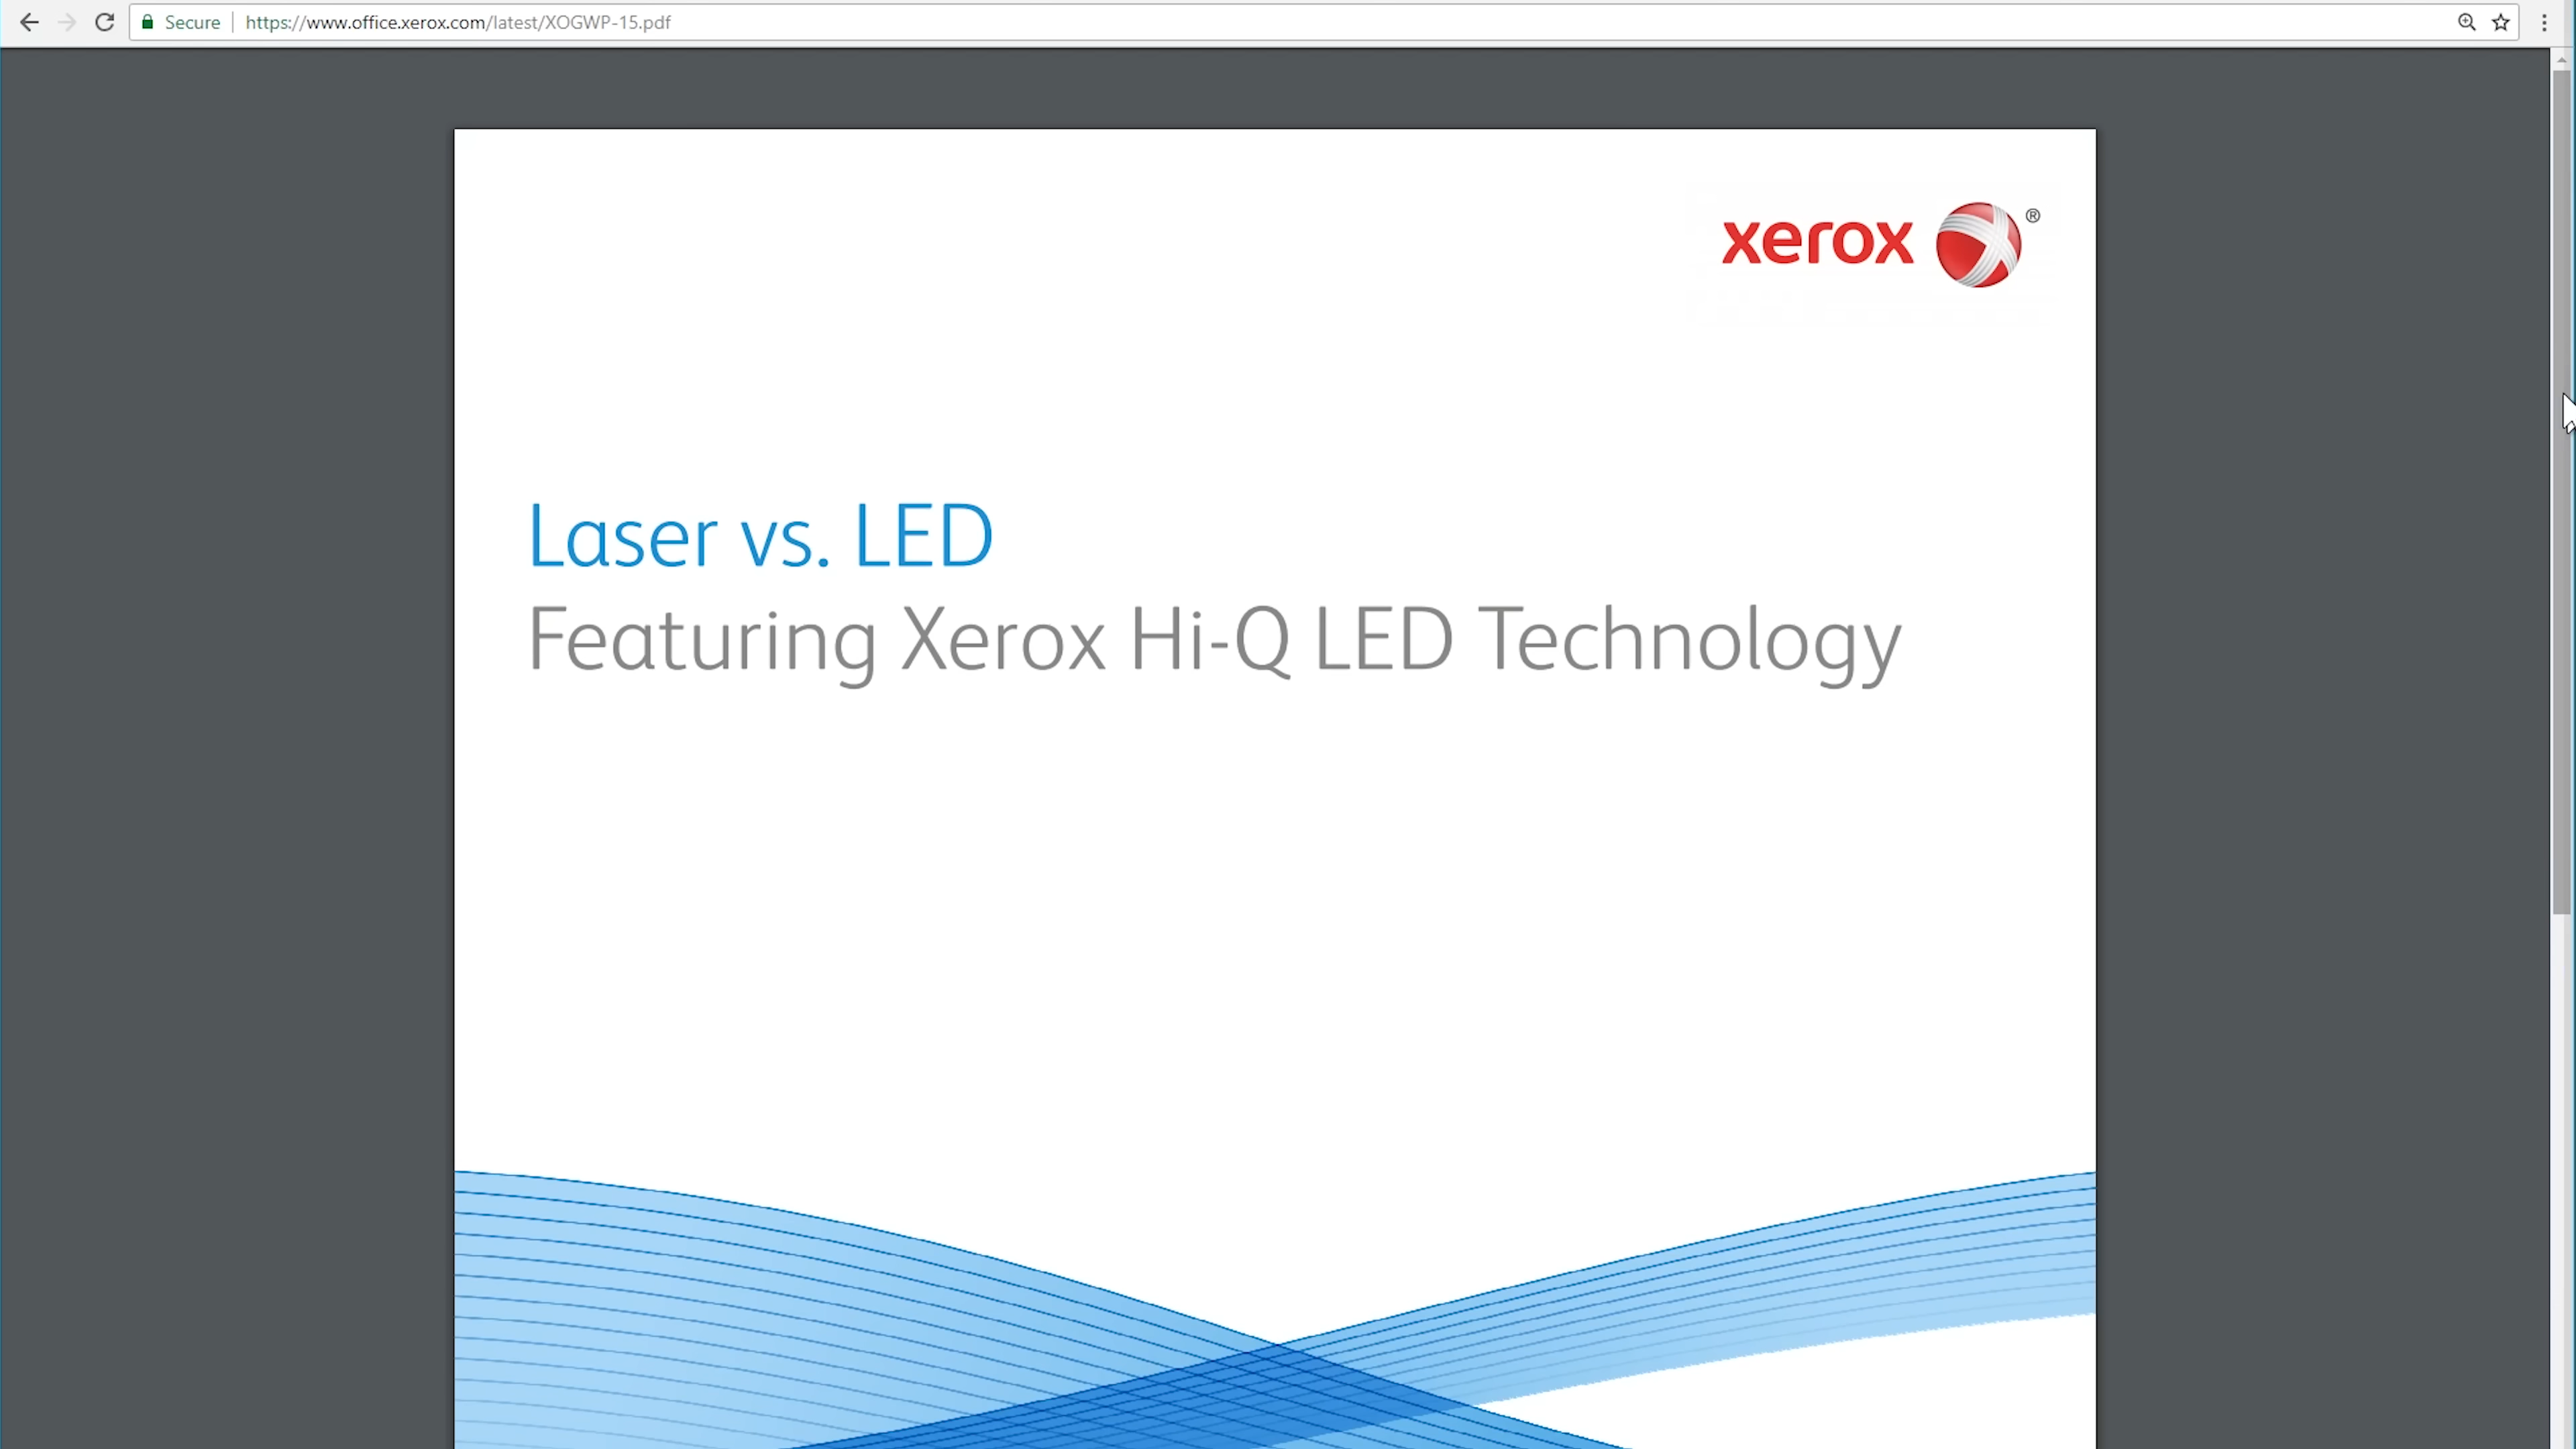 Secure https://www.office.xerox.com/latest/XOGWP-15.pdf
xerox ®
Laser vs. LED
Featuring Xerox Hi-Q LED Technology